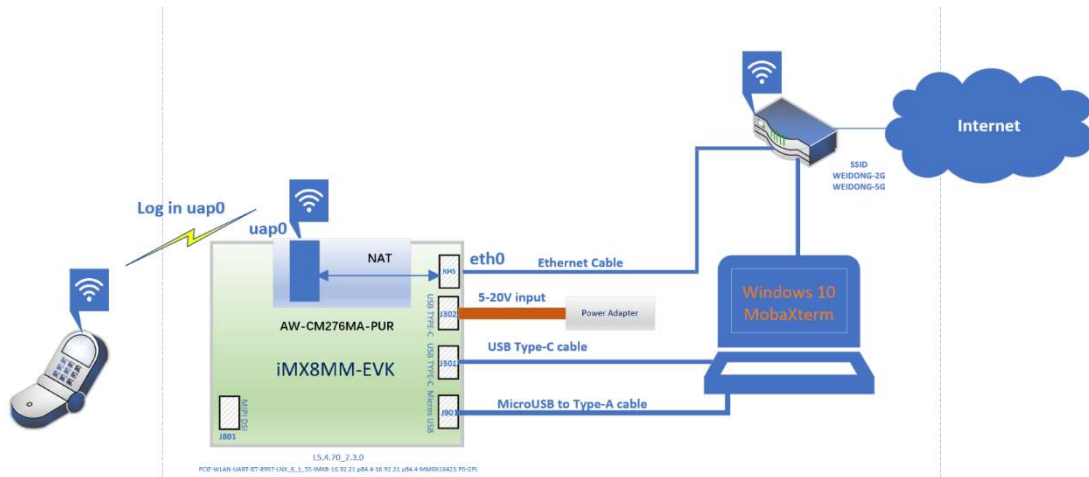 Internet
SSID
WEIDONG-2G
WEIDONG-5G
Log in uap0
uap0
NAT
RJ45
eth0
Ethernet Cable
Windows 10
MobaXterm
5-20V input
Power Adapter
J302
USB TYPE-C
AW-CM276MA-PUR
iMX8MM-EVK
USB Type-C cable
J301
USB TYPE-C
MicroUSB to Type-A cable
J901
Micros USB
MIPI DSI
J801
L5.4.70_2.3.0